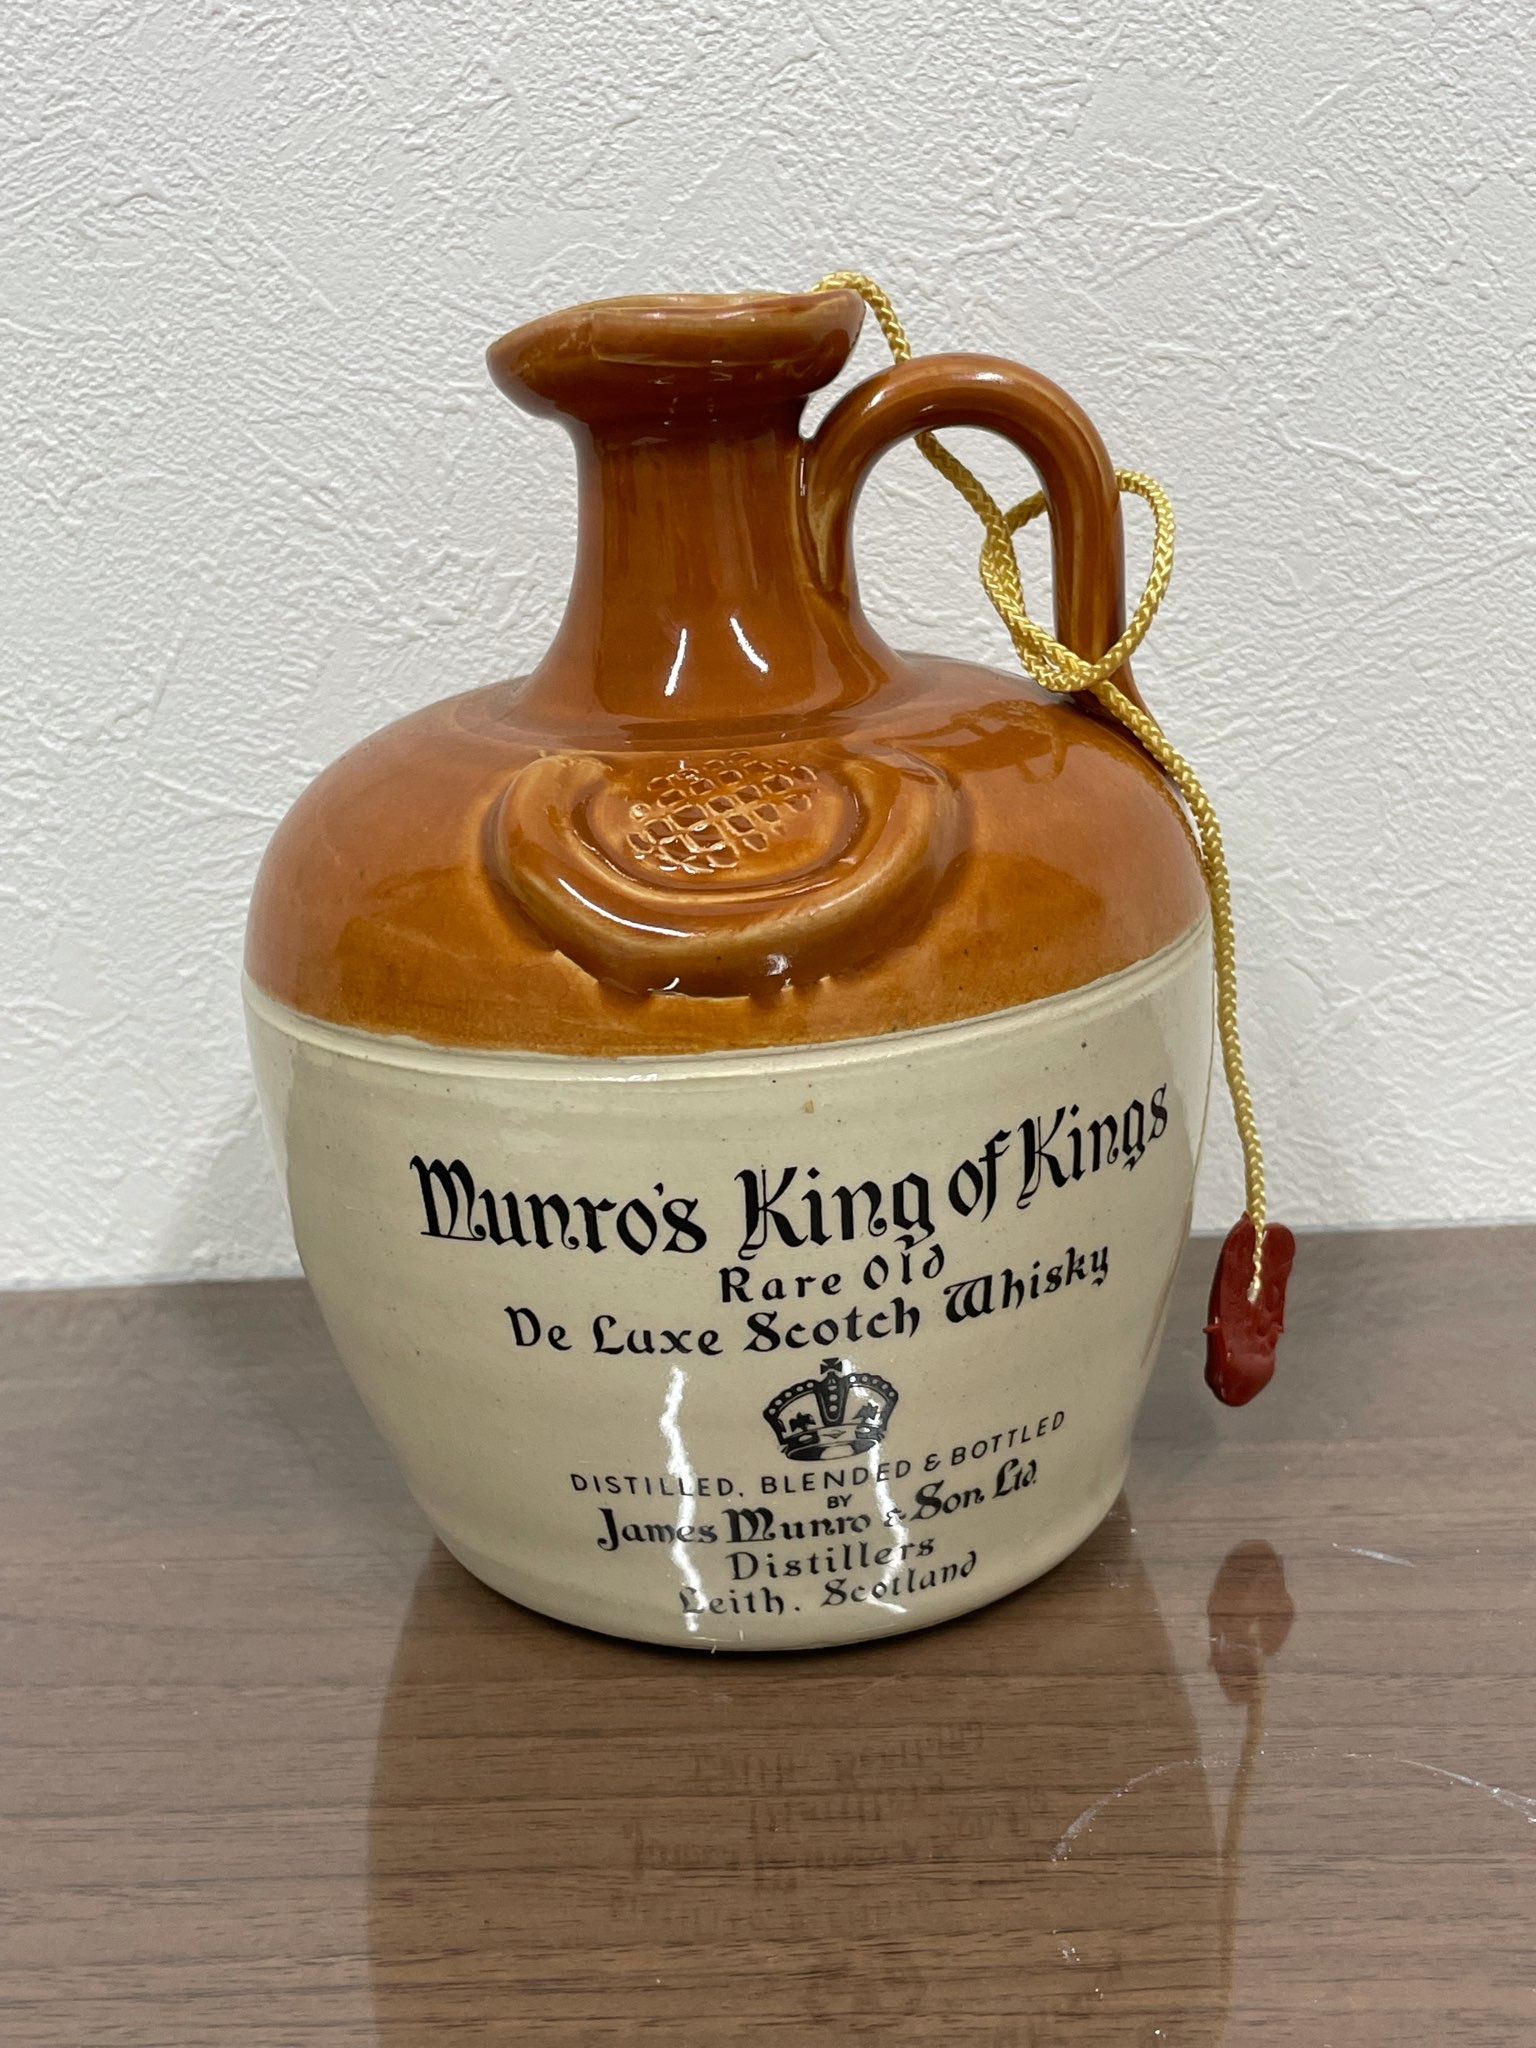 Munro's King of Kings
Rare Old
De Luxe Scotch Whisky
DISTILLED, BLENDED & BOTTLED
BY
James Munro & Son Ltd.
Distillers
Leith. Scotland